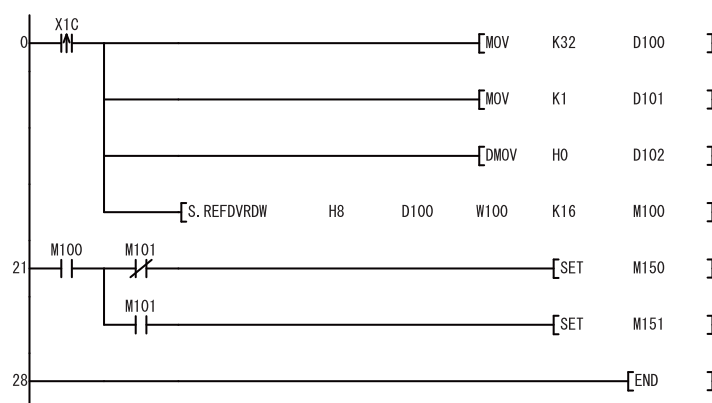 X1C
0 [MOV K32 D100 ]
[MOV K1 D101 ]
[DMOV H0 D102 ]
[S.REFDVRDW H8 D100 W100 K16 M100 ]
M100 M101
21 [SET M150 ]
M101
[SET M151 ]
28 [END ]